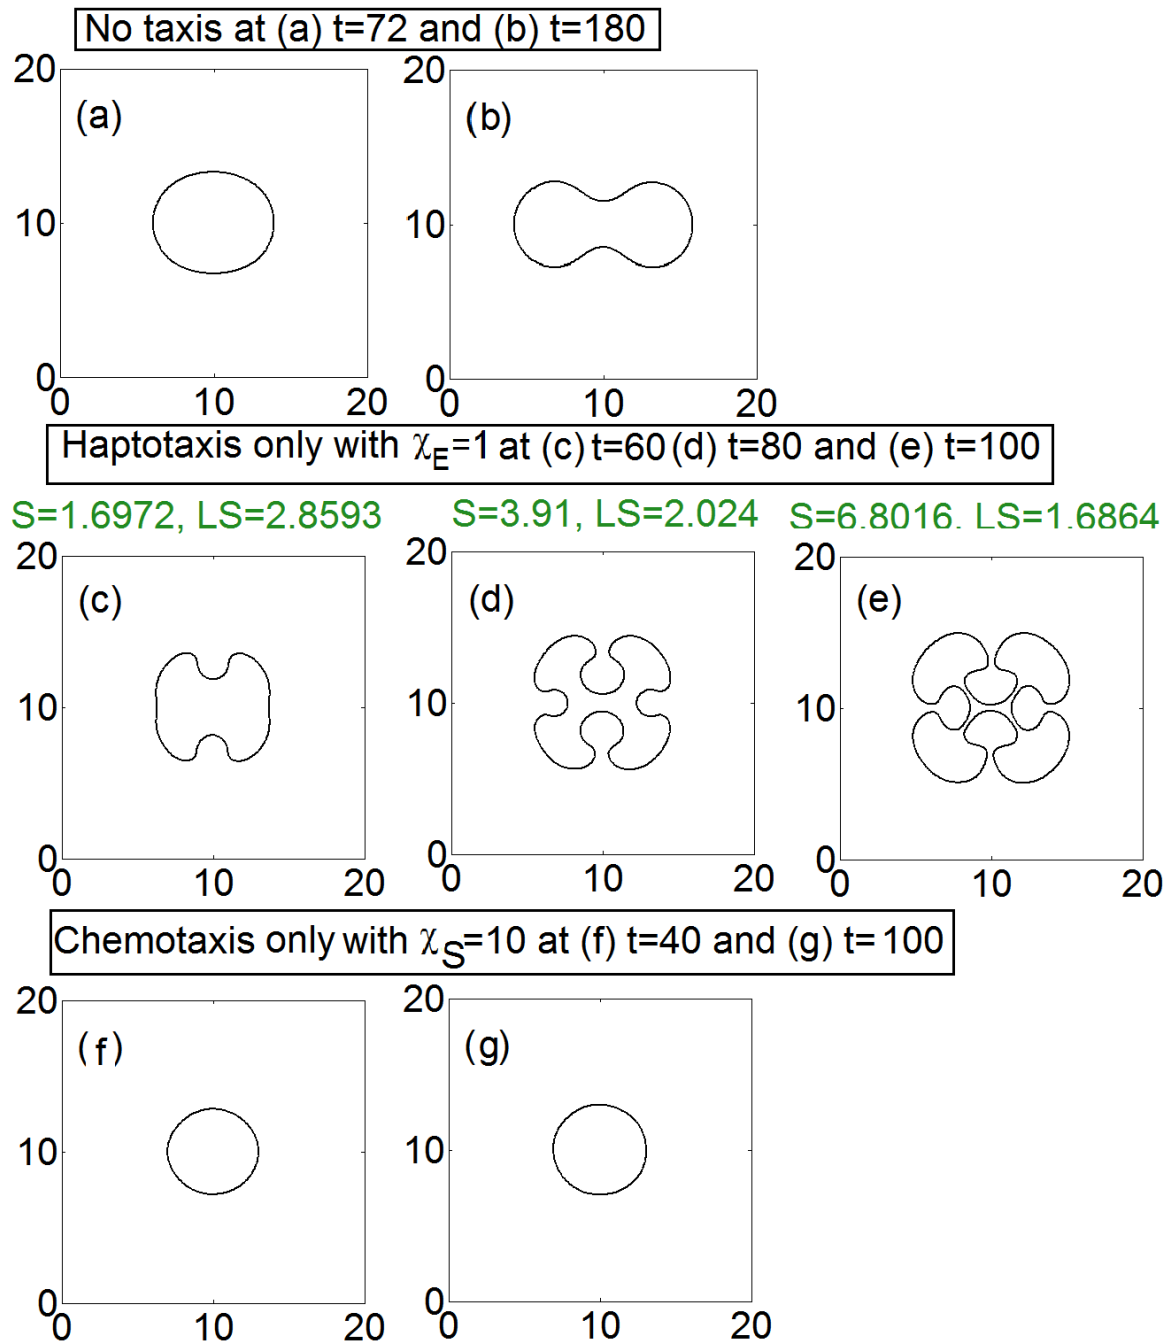 No taxis at (a) t=72 and (b) t=180
20 20
(a) (b)
10 10
0 0
0 10 20 0 10 20
Haptotaxis only with χE=1 at (c) t=60 (d) t=80 and (e) t=100
S=1.6972, LS=2.8593 S=3.91, LS=2.024 S=6.8016, LS=1.6864
20 20 20
(c) (d) (e)
10 10 10
0 0 0
0 10 20 0 10 20 0 10 20
Chemotaxis only with χS=10 at (f) t=40 and (g) t=100
20 20
(f) (g)
10 10
0 0
0 10 20 0 10 20